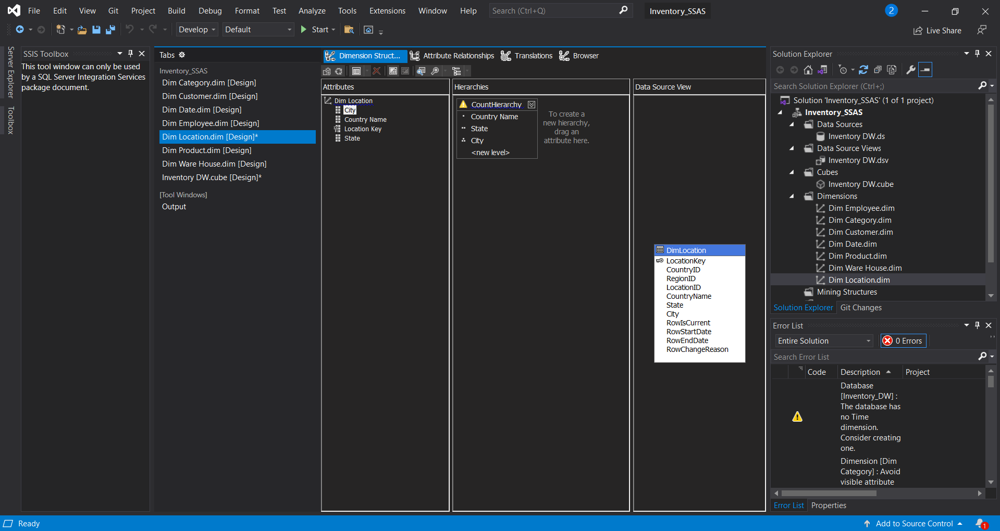 File Edit View Git Project Build Debug Format Test Analyze Tools Extensions Window Help Search (Ctrl+Q) Inventory_SSAS 2
Develop Default Start Live Share
Server Explorer
Toolbox
SSIS Toolbox
This tool window can only be used
by a SQL Server Integration Services
package document.
Tabs
Inventory_SSAS
Dim Category.dim [Design]
Dim Customer.dim [Design]
Dim Date.dim [Design]
Dim Employee.dim [Design]
Dim Location.dim [Design]*
Dim Product.dim [Design]
Dim Ware House.dim [Design]
Inventory DW.cube [Design]*
[Tool Windows]
Output
Dimension Struct... Attribute Relationships Translations Browser
Attributes
Dim Location
City
Country Name
Location Key
State
Hierarchies
CountHierarchy
Country Name
State
City
<new level>
To create a
new hierarchy,
drag an
attribute here.
Data Source View
DimLocation
LocationKey
CountryID
RegionID
LocationID
CountryName
State
City
RowIsCurrent
RowStartDate
RowEndDate
RowChangeReason
Solution Explorer
Search Solution Explorer (Ctrl+;)
Solution 'Inventory_SSAS' (1 of 1 project)
Inventory_SSAS
Data Sources
Inventory DW.ds
Data Source Views
Inventory DW.dsv
Cubes
Inventory DW.cube
Dimensions
Dim Employee.dim
Dim Category.dim
Dim Customer.dim
Dim Date.dim
Dim Product.dim
Dim Ware House.dim
Dim Location.dim
Mining Structures
Solution Explorer Git Changes
Error List
Entire Solution 0 Errors
Search Error List
Code Description Project
Database
[Inventory_DW] :
The database has
no Time
dimension.
Consider creating
one.
Dimension [Dim
Category] : Avoid
visible attribute
Error List Properties
Ready Add to Source Control 1